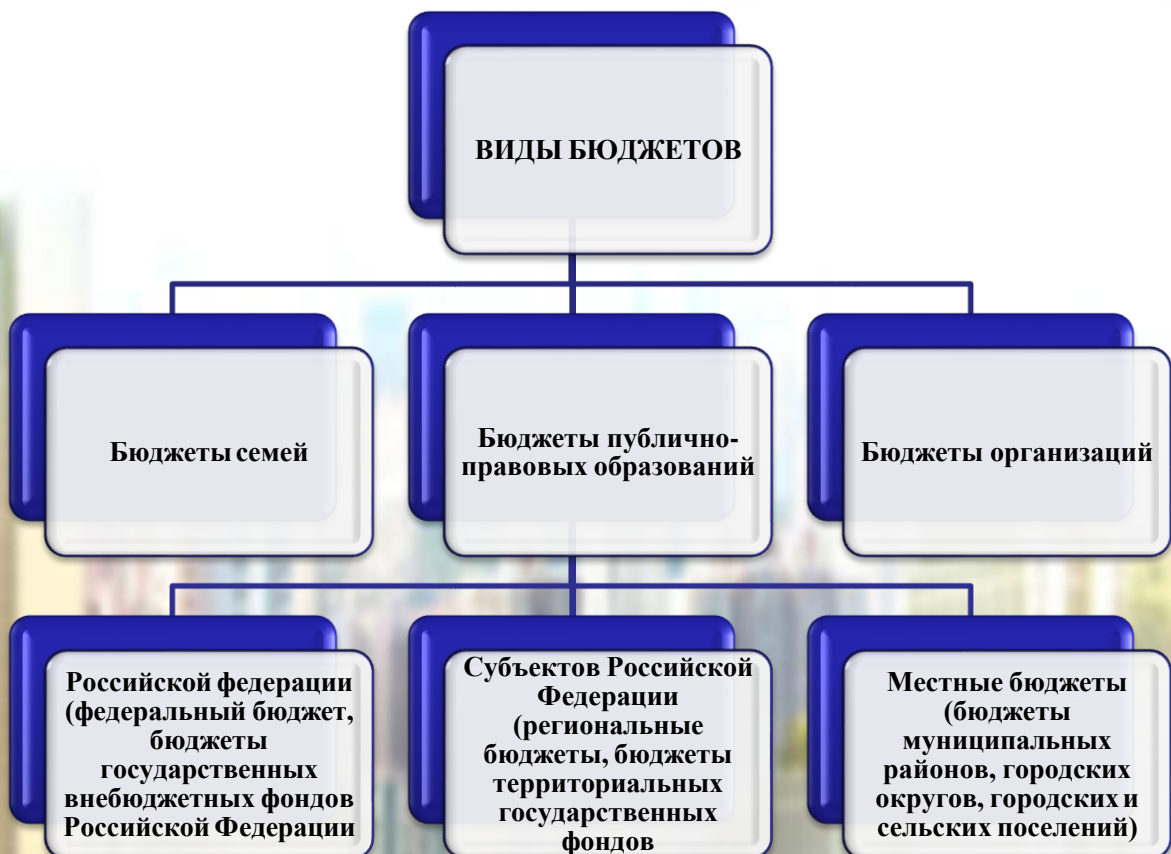 ВИДЫ БЮДЖЕТОВ
Бюджеты семей
Бюджеты публично-
правовых образований
Бюджеты организаций
Российской федерации
(федеральный бюджет,
бюджеты
государственных
внебюджетных фондов
Российской Федерации
Субъектов Российской
Федерации
(региональные
бюджеты, бюджеты
территориальных
государственных
фондов
Местные бюджеты
(бюджеты
муниципальных
районов, городских
округов, городских и
сельских поселений)